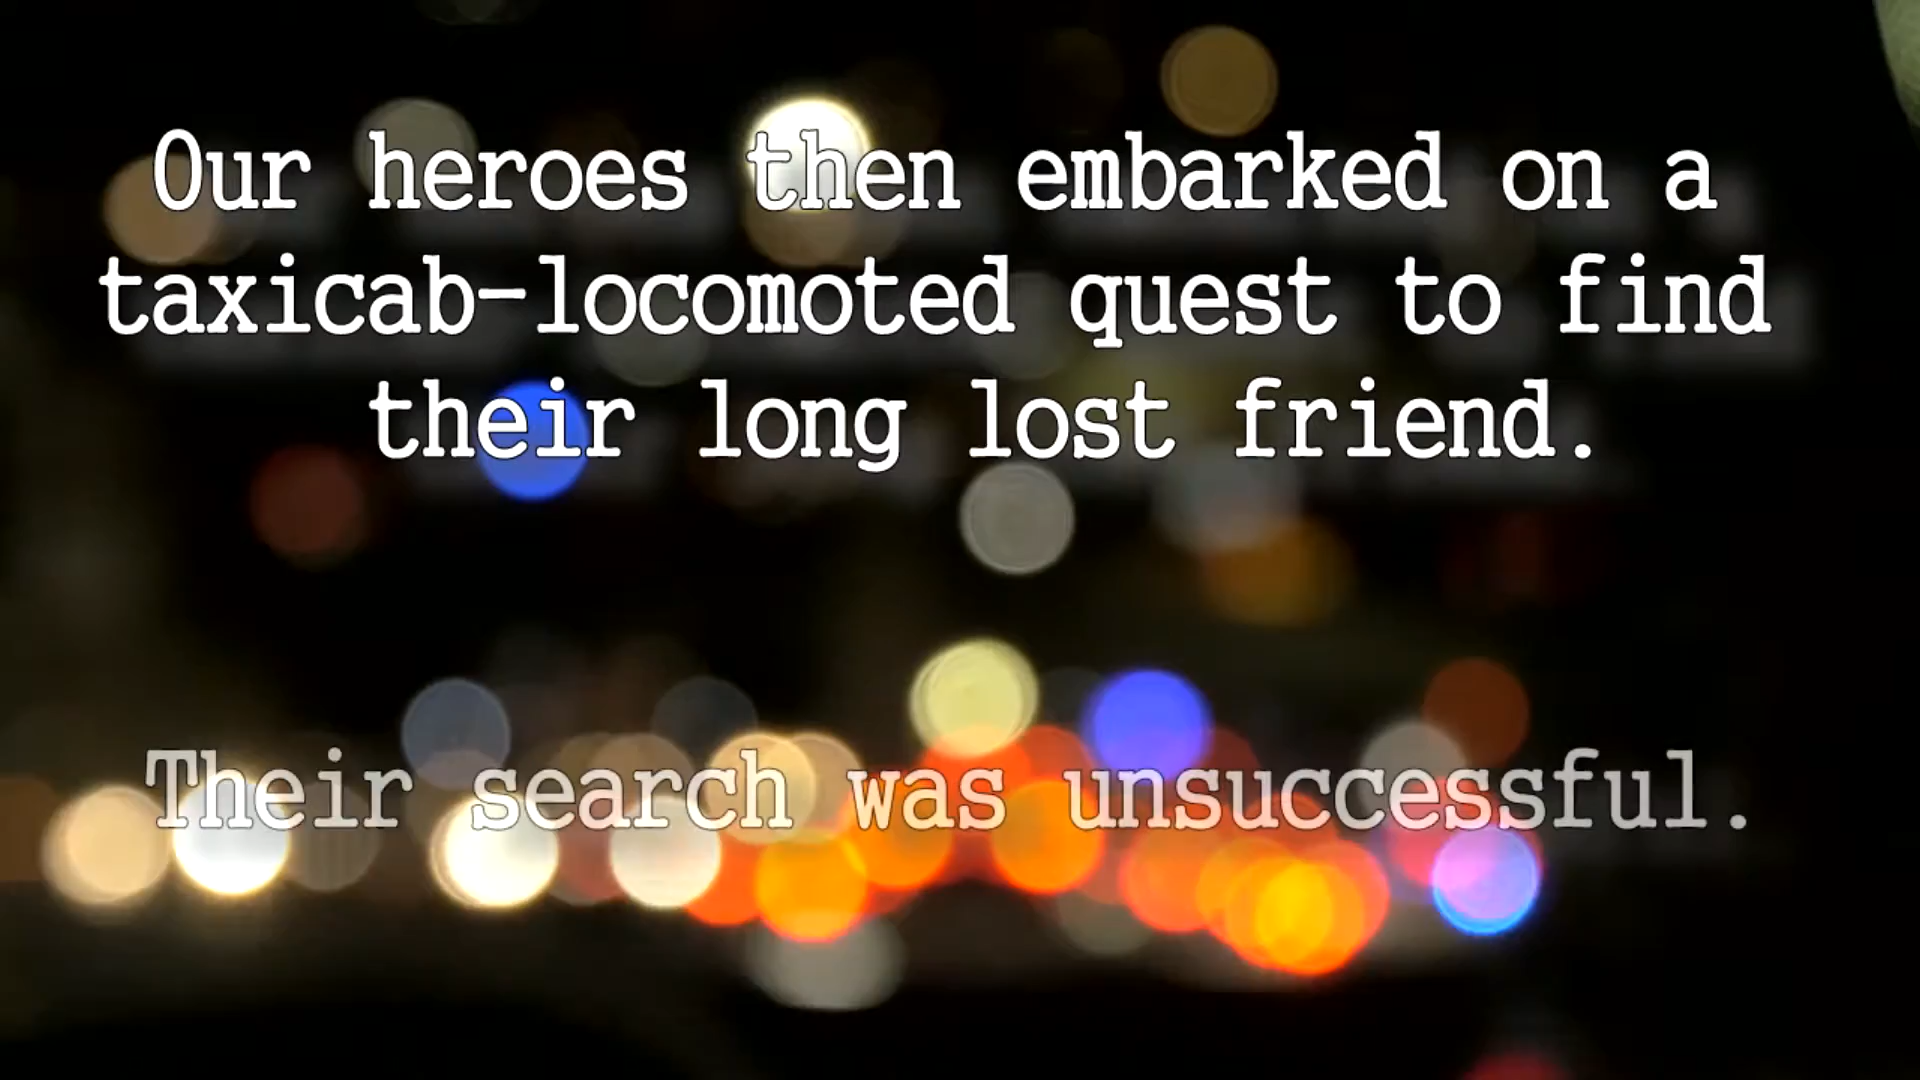 Our heroes then embarked on a
taxicab-locomoted quest to find
their long lost friend.
Their search was unsuccessful.